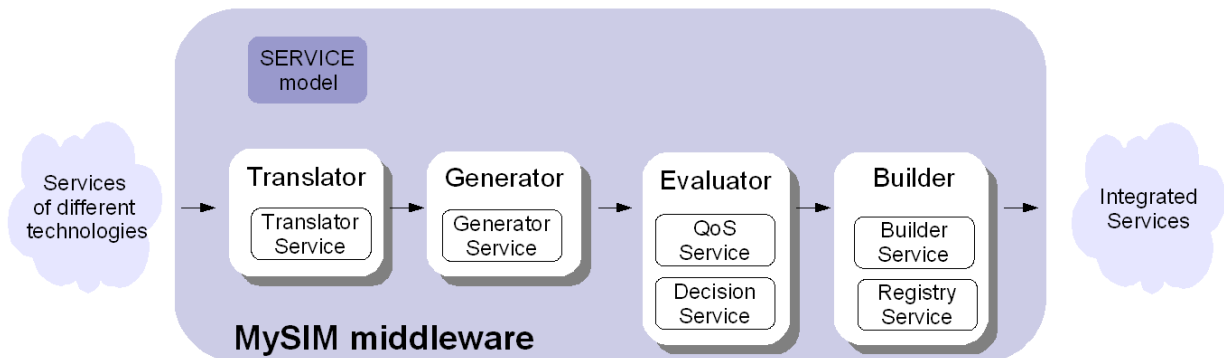 SERVICE
model
Services
of different
technologies
Translator
Translator
Service
Generator
Generator
Service
Evaluator
QoS
Service
Decision
Service
Builder
Builder
Service
Registry
Service
Integrated
Services
MySIM middleware